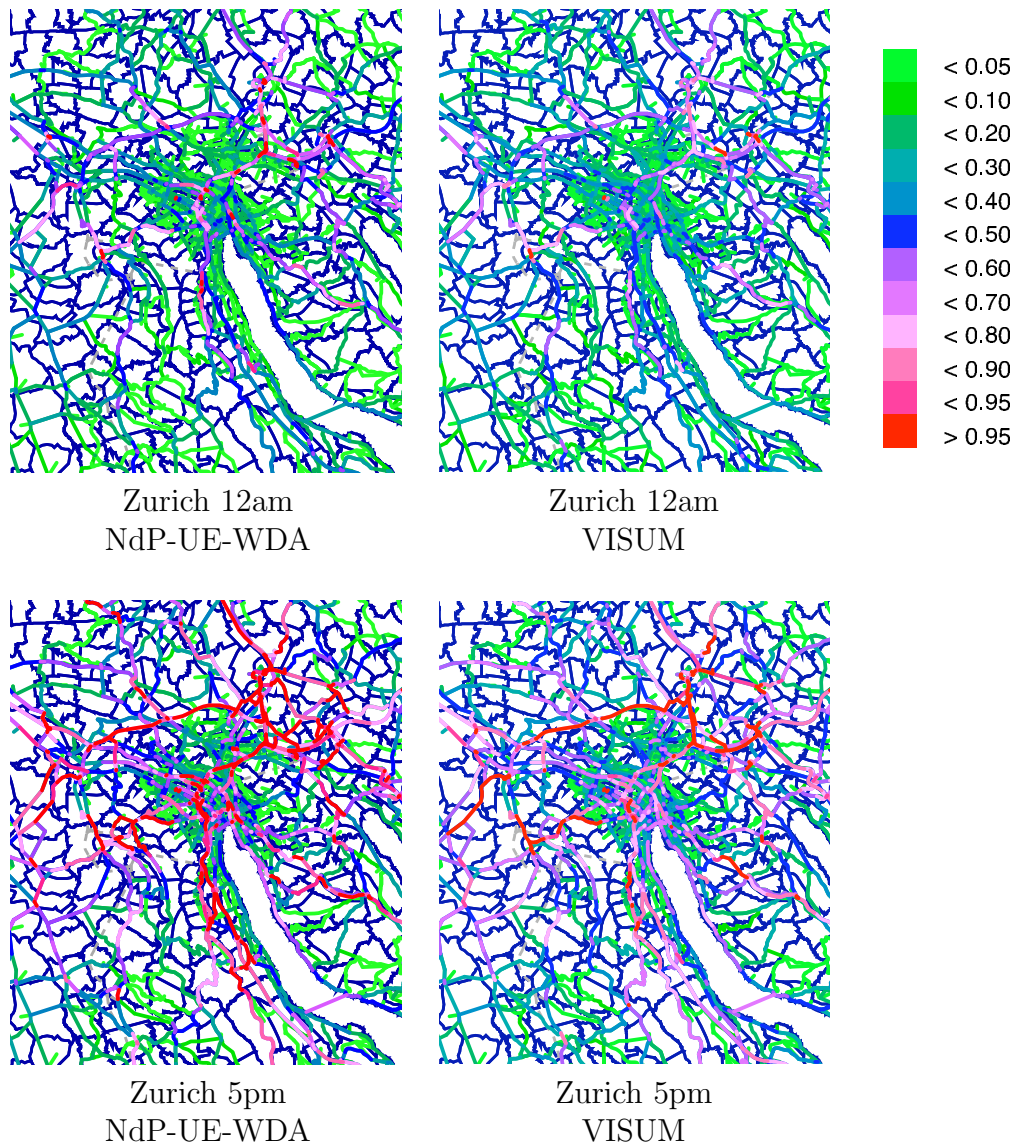 < 0.05
< 0.10
< 0.20
< 0.30
< 0.40
< 0.50
< 0.60
< 0.70
< 0.80
< 0.90
< 0.95
> 0.95
Zurich 12am
NdP-UE-WDA
Zurich 12am
VISUM
Zurich 5pm
NdP-UE-WDA
Zurich 5pm
VISUM